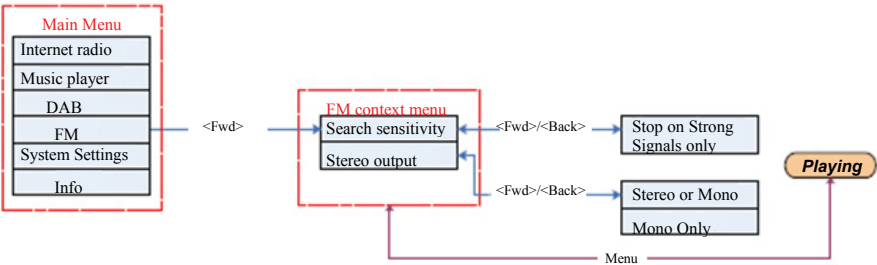 Main Menu
Internet radio
Music player
DAB
FM
System Settings
Info
<Fwd>
FM context menu
Search sensitivity
Stereo output
<Fwd>/<Back>
Stop on Strong
Signals only
<Fwd>/<Back>
Stereo or Mono
Mono Only
Playing
Menu